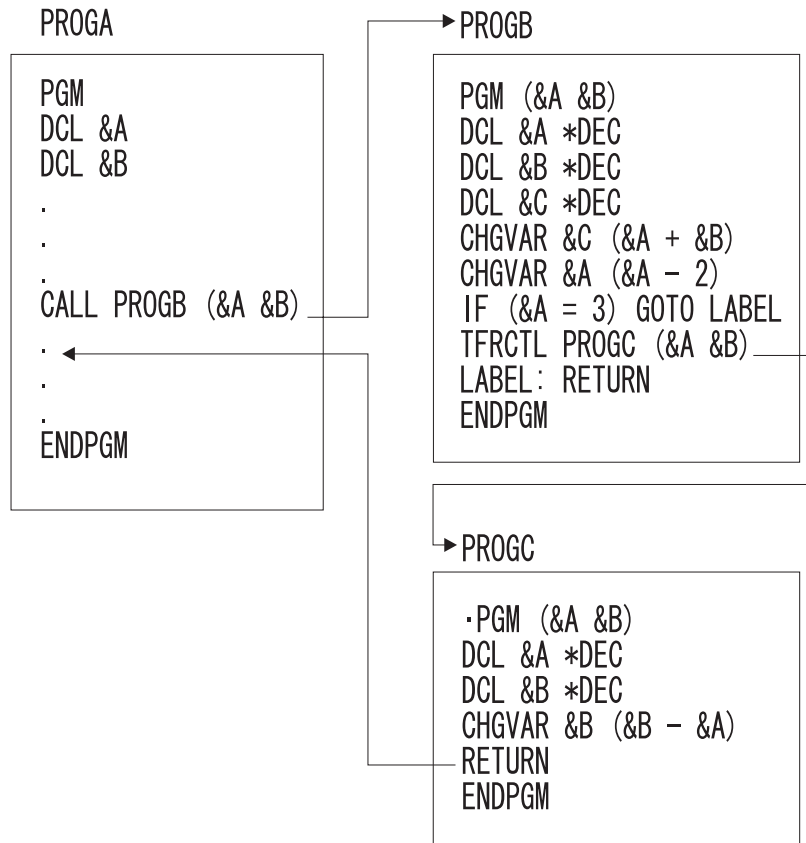 PROGA
PGM
DCL &A
DCL &B
.
.
.
CALL PROGB (&A &B)
.
.
.
ENDPGM
PROGB
PGM (&A &B)
DCL &A *DEC
DCL &B *DEC
DCL &C *DEC
CHGVAR &C (&A + &B)
CHGVAR &A (&A - 2)
IF (&A = 3) GOTO LABEL
TFRCTL PROGC (&A &B)
LABEL: RETURN
ENDPGM
PROGC
·PGM (&A &B)
DCL &A *DEC
DCL &B *DEC
CHGVAR &B (&B - &A)
RETURN
ENDPGM